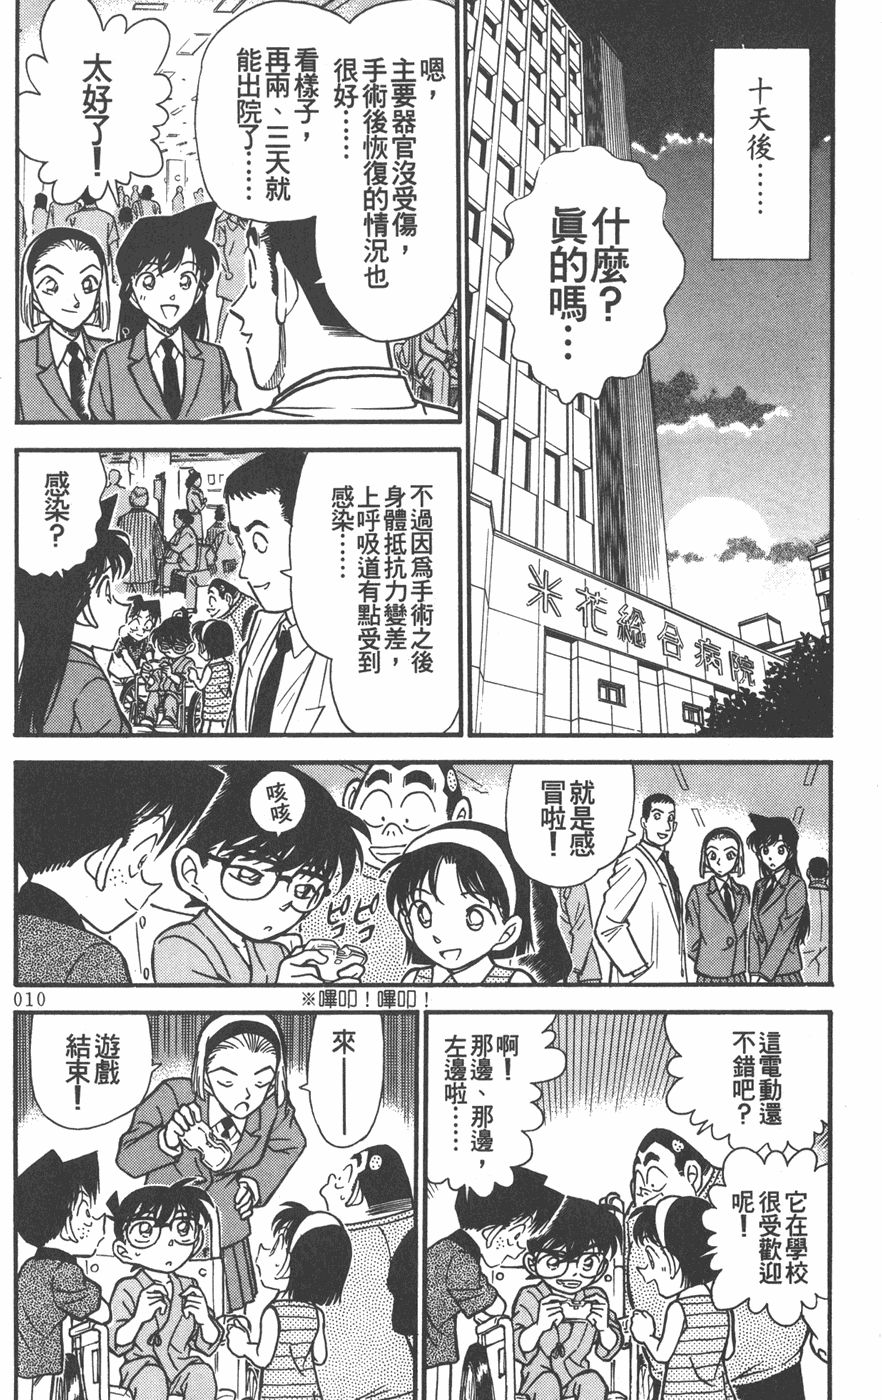 十天後……
什麼?
眞的嗎…
米花総合病院
嗯,
主要器官沒受傷,
手術後恢復的情況也
很好……
看樣子,
再兩、三天就
能出院了……
太好了!
不過因爲手術之後
身體抵抗力變差,
上呼吸道有點受到
感染……
感染?
就是感
冒啦!
咳咳
ピピッ
ピピッ
010
※嗶叩!嗶叩!
這電動還
不錯吧?
它在學校
很受歡迎
呢!
啊!
那邊、那邊,
左邊啦……
來——
遊戲
結束!